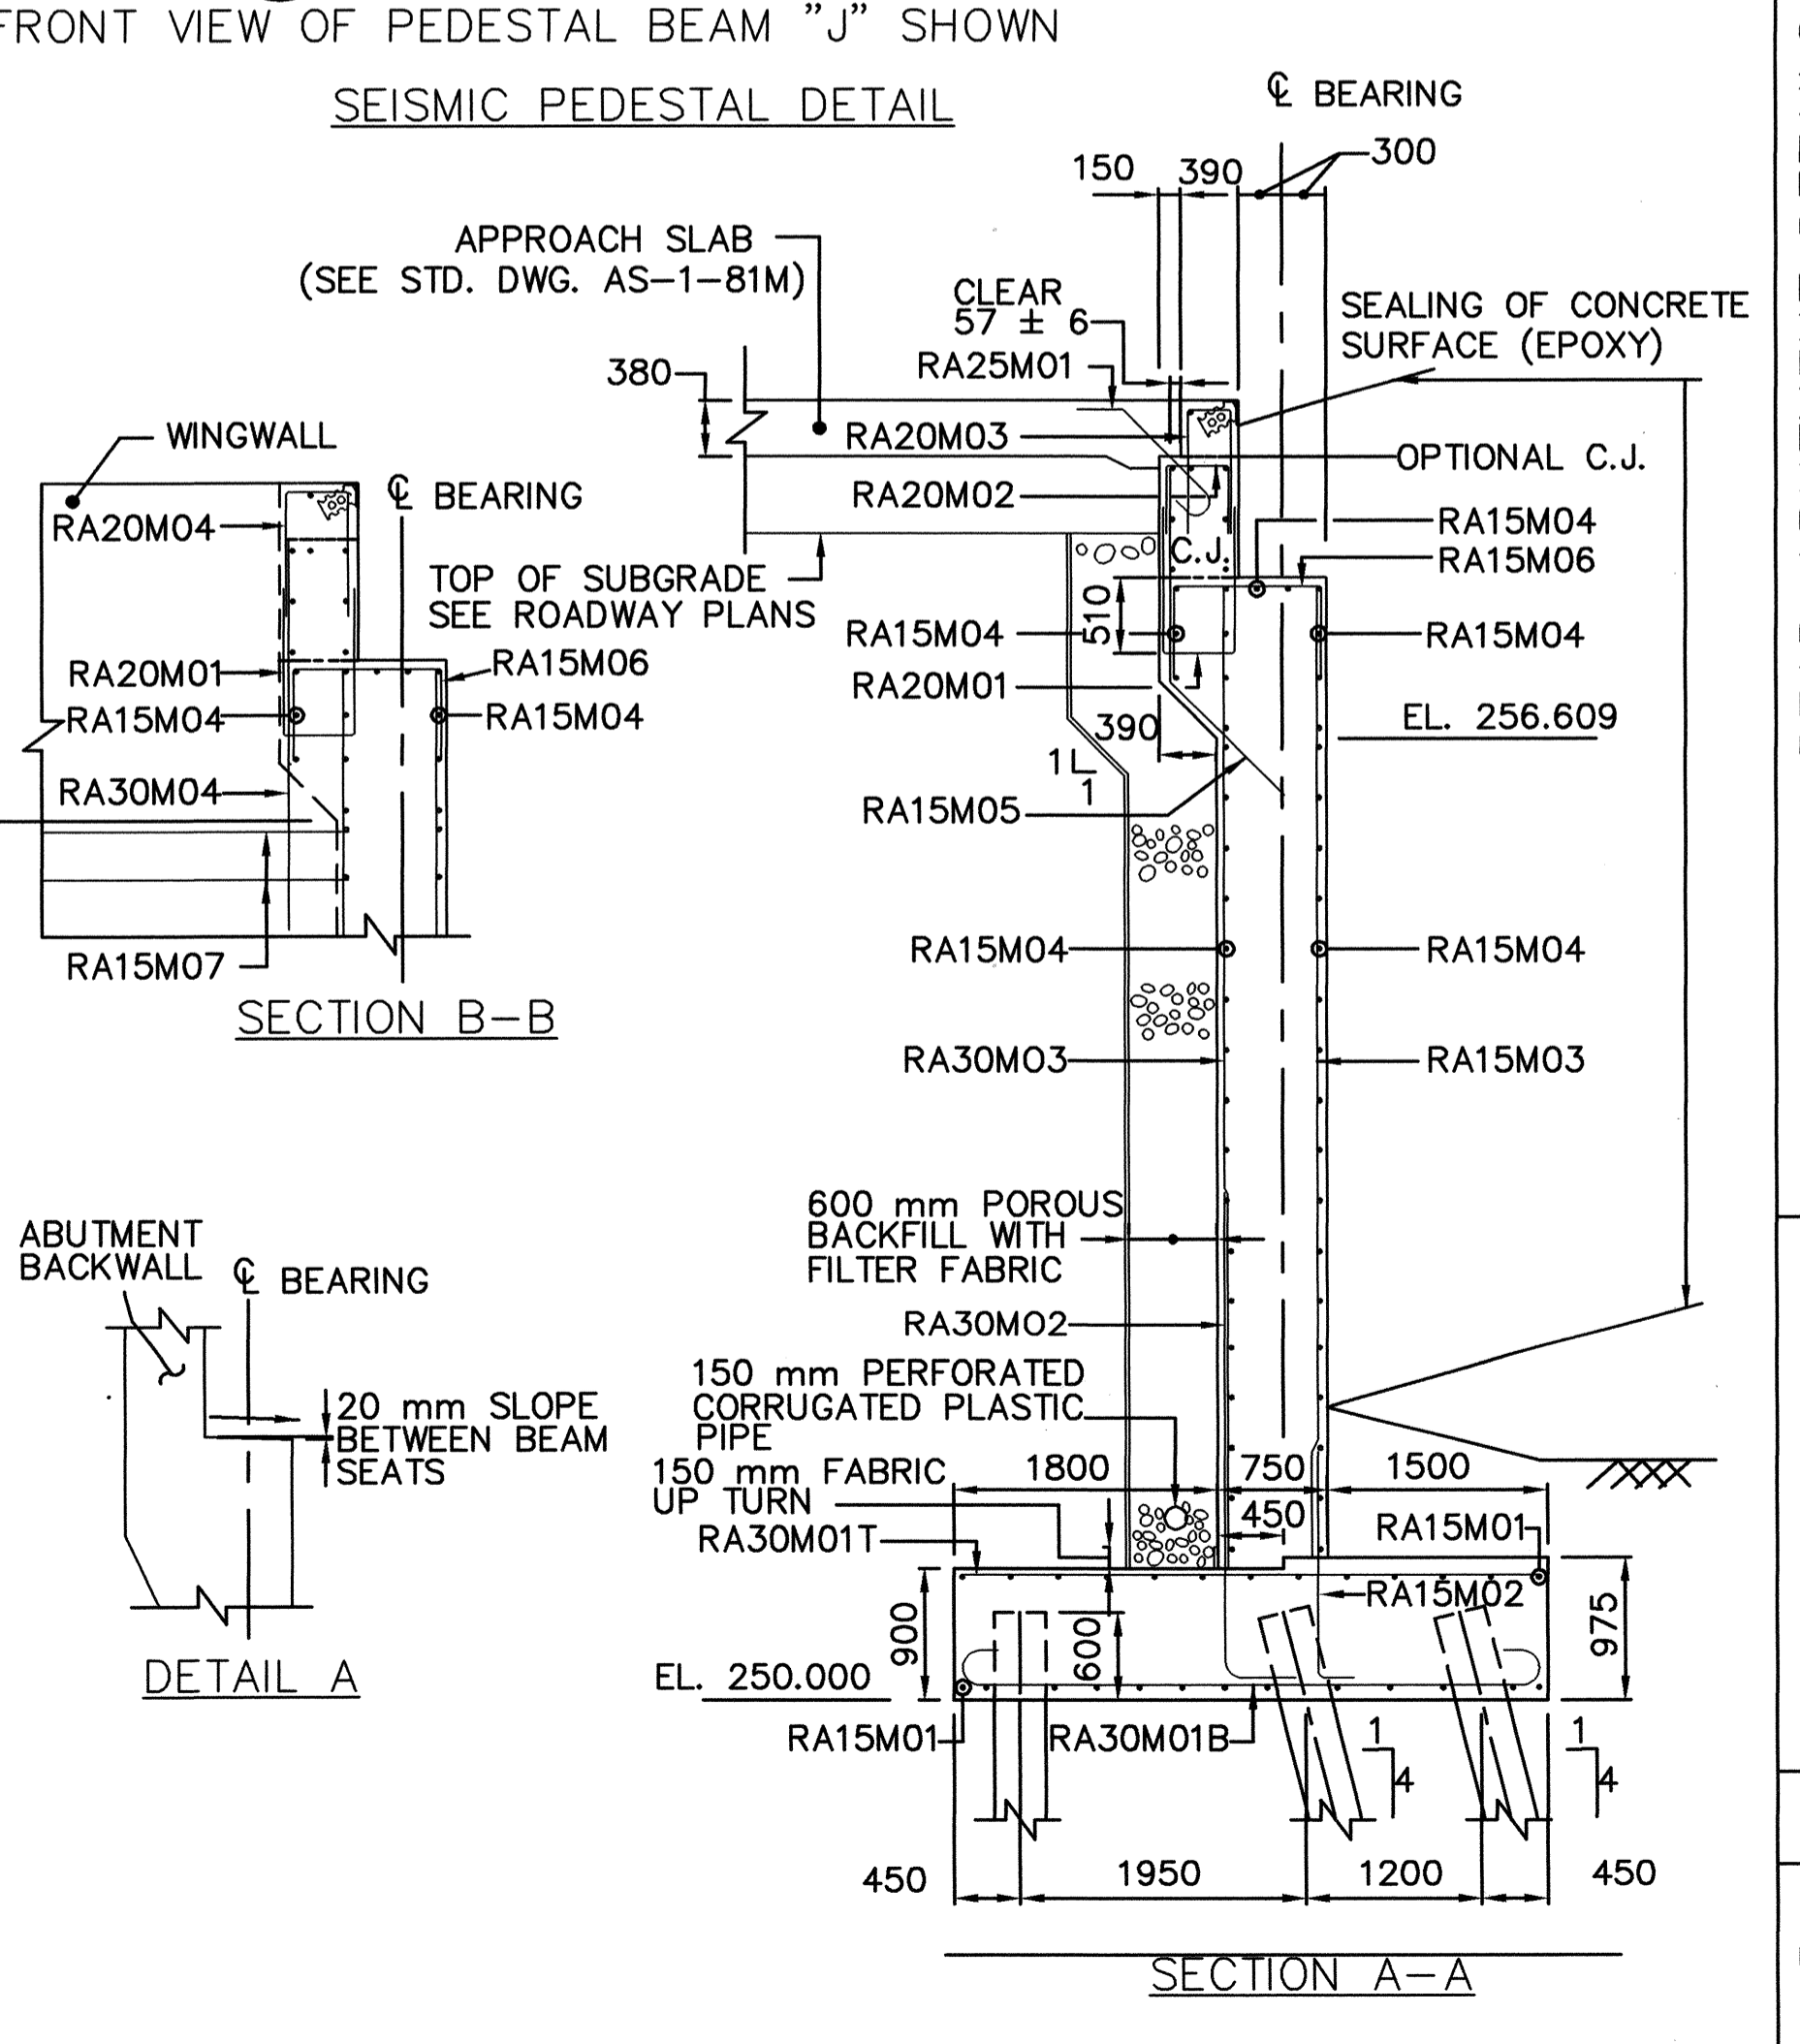 FRONT VIEW OF PEDESTAL BEAM "J" SHOWN
SEISMIC PEDESTAL DETAIL
℄ BEARING
300
150
390
APPROACH SLAB
(SEE STD. DWG. AS-1-81M)
CLEAR
57 ± 6
RA25M01
SEALING OF CONCRETE
SURFACE (EPOXY)
380
RA20M03
OPTIONAL C.J.
RA20M02
C.J.
RA15M04
RA15M06
TOP OF SUBGRADE
SEE ROADWAY PLANS
510
RA15M04
RA15M04
RA20M01
390
EL. 256.609
1
1
RA15M05
RA15M04
RA15M04
RA30M03
RA15M03
600 mm POROUS
BACKFILL WITH
FILTER FABRIC
RA30M02
150 mm PERFORATED
CORRUGATED PLASTIC
PIPE
150 mm FABRIC
UP TURN
1800
750
1500
450
RA30M01T
RA15M01
RA15M02
900
600
975
EL. 250.000
RA15M01
RA30M01B
1
4
1
4
450
1950
1200
450
SECTION A-A
WINGWALL
℄ BEARING
RA20M04
RA20M01
RA15M06
RA15M04
RA15M04
RA30M04
RA15M07
SECTION B-B
ABUTMENT
BACKWALL
℄ BEARING
20 mm SLOPE
BETWEEN BEAM
SEATS
DETAIL A